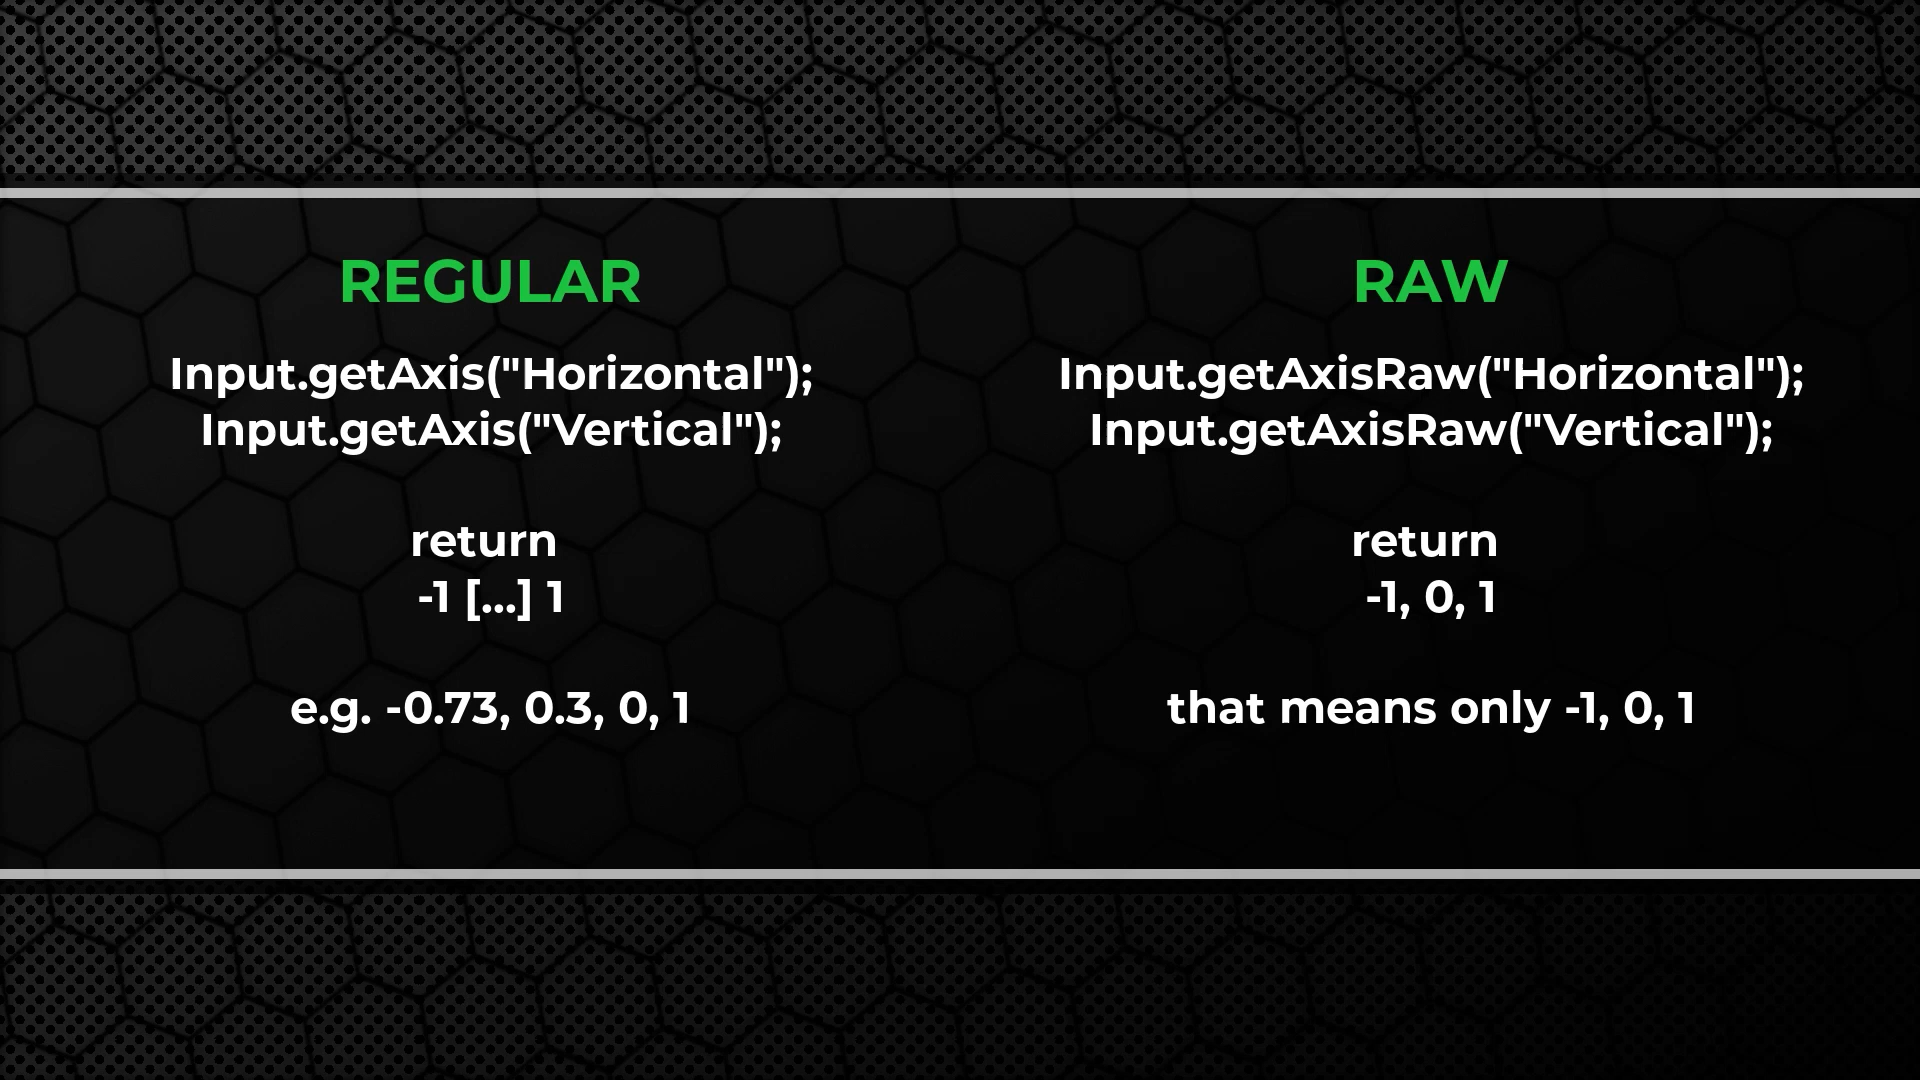 REGULAR
Input.getAxis("Horizontal");
Input.getAxis("Vertical");
return
-1 [...] 1
e.g. -0.73, 0.3, 0, 1
RAW
Input.getAxisRaw("Horizontal");
Input.getAxisRaw("Vertical");
return
-1, 0, 1
that means only -1, 0, 1